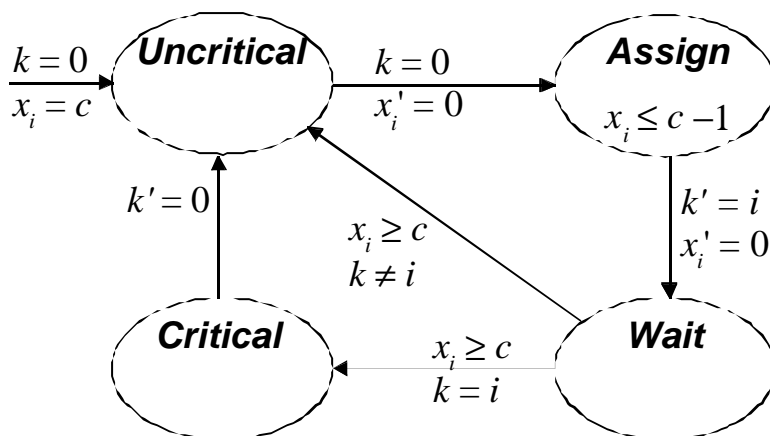 Uncritical
Assign
k = 0
x_i = c
k = 0
x_i' = 0
x_i ≤ c − 1
k' = 0
x_i ≥ c
k ≠ i
k' = i
x_i' = 0
Critical
Wait
x_i ≥ c
k = i